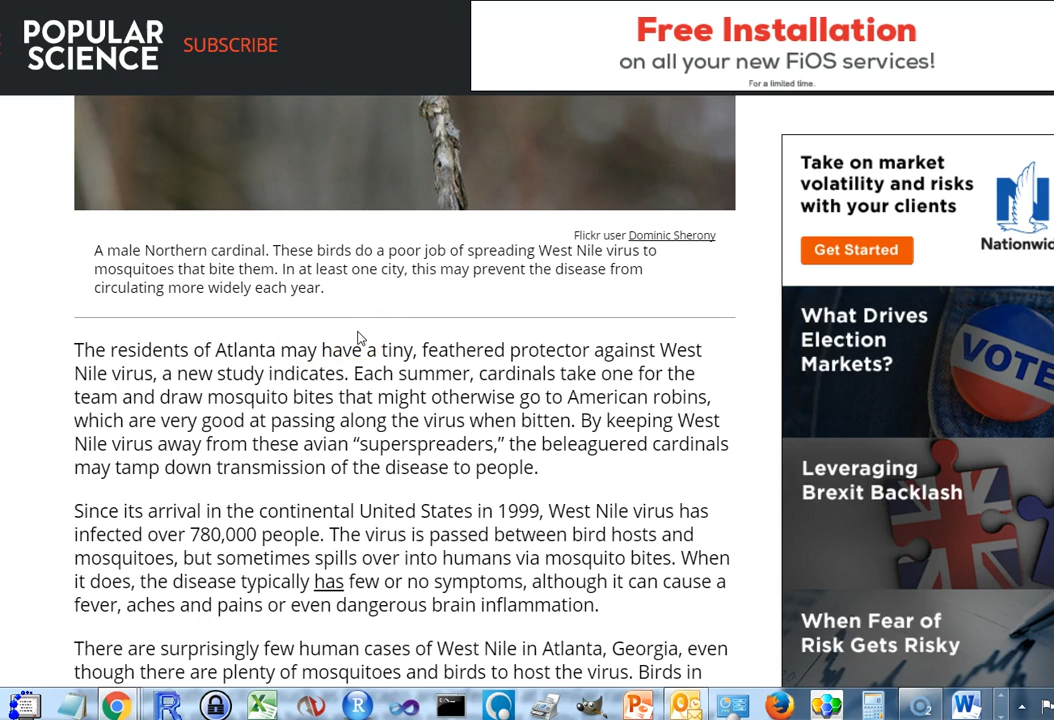 POPULAR
SCIENCE
SUBSCRIBE
Free Installation
on all your new FiOS services!
For a limited time.
Flickr user Dominic Sherony
A male Northern cardinal. These birds do a poor job of spreading West Nile virus to
mosquitoes that bite them. In at least one city, this may prevent the disease from
circulating more widely each year.
The residents of Atlanta may have a tiny, feathered protector against West
Nile virus, a new study indicates. Each summer, cardinals take one for the
team and draw mosquito bites that might otherwise go to American robins,
which are very good at passing along the virus when bitten. By keeping West
Nile virus away from these avian “superspreaders,” the beleaguered cardinals
may tamp down transmission of the disease to people.
Since its arrival in the continental United States in 1999, West Nile virus has
infected over 780,000 people. The virus is passed between bird hosts and
mosquitoes, but sometimes spills over into humans via mosquito bites. When
it does, the disease typically has few or no symptoms, although it can cause a
fever, aches and pains or even dangerous brain inflammation.
There are surprisingly few human cases of West Nile in Atlanta, Georgia, even
though there are plenty of mosquitoes and birds to host the virus. Birds in
Take on market
volatility and risks
with your clients
Get Started
N
Nationwid
What Drives
Election
Markets?
VOTE
Leveraging
Brexit Backlash
When Fear of
Risk Gets Risky